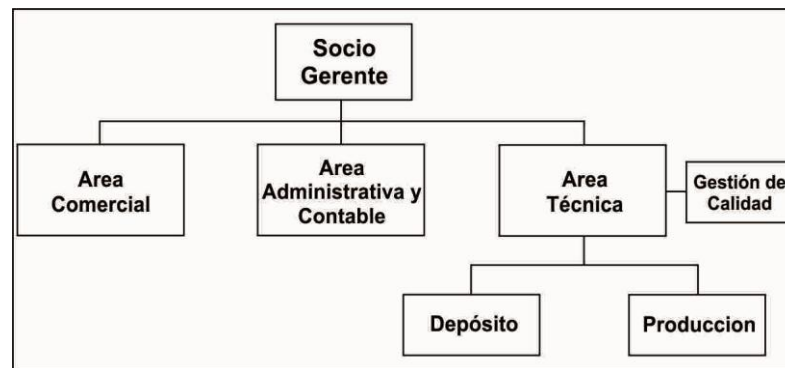 Socio
Gerente
Area
Comercial
Area
Administrativa y
Contable
Area
Técnica
Gestión de
Calidad
Depósito
Produccion